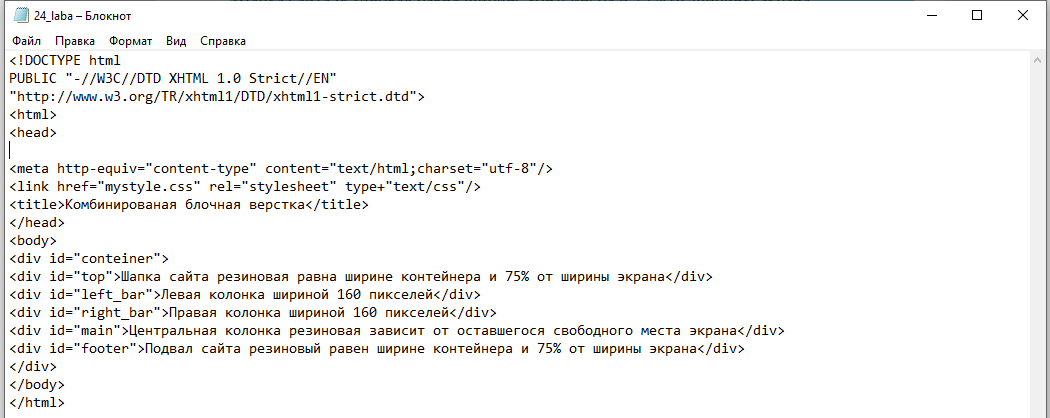 24_laba – Блокнот
Файл Правка Формат Вид Справка
<!DOCTYPE html
PUBLIC "-//W3C//DTD XHTML 1.0 Strict//EN"
"http://www.w3.org/TR/xhtml1/DTD/xhtml1-strict.dtd">
<html>
<head>
<meta http-equiv="content-type" content="text/html;charset="utf-8"/>
<link href="mystyle.css" rel="stylesheet" type+"text/css"/>
<title>Комбинированая блочная верстка</title>
</head>
<body>
<div id="conteiner">
<div id="top">Шапка сайта резиновая равна ширине контейнера и 75% от ширины экрана</div>
<div id="left_bar">Левая колонка шириной 160 пикселей</div>
<div id="right_bar">Правая колонка шириной 160 пикселей</div>
<div id="main">Центральная колонка резиновая зависит от оставшегося свободного места экрана</div>
<div id="footer">Подвал сайта резиновый равен ширине контейнера и 75% от ширины экрана</div>
</div>
</body>
</html>